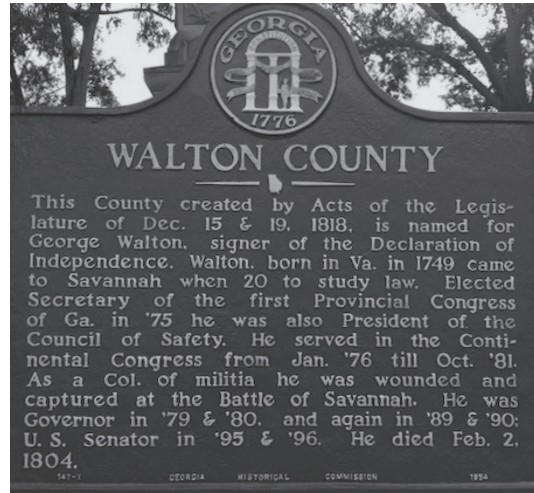 GEORGIA
1776
WALTON COUNTY
This County created by Acts of the Legis-
lature of Dec. 15 & 19, 1818, is named for
George Walton, signer of the Declaration of
Independence. Walton, born in Va. in 1749 came
to Savannah when 20 to study law. Elected
Secretary of the first Provincial Congress
of Ga. in '75 he was also President of the
Council of Safety. He served in the Conti-
nental Congress from Jan. '76 till Oct. '81.
As a Col. of militia he was wounded and
captured at the Battle of Savannah. He was
Governor in '79 & '80, and again in '89 & '90;
U. S. Senator in '95 & '96. He died Feb. 2,
1804.
147-1 GEORGIA HISTORICAL COMMISSION 1954